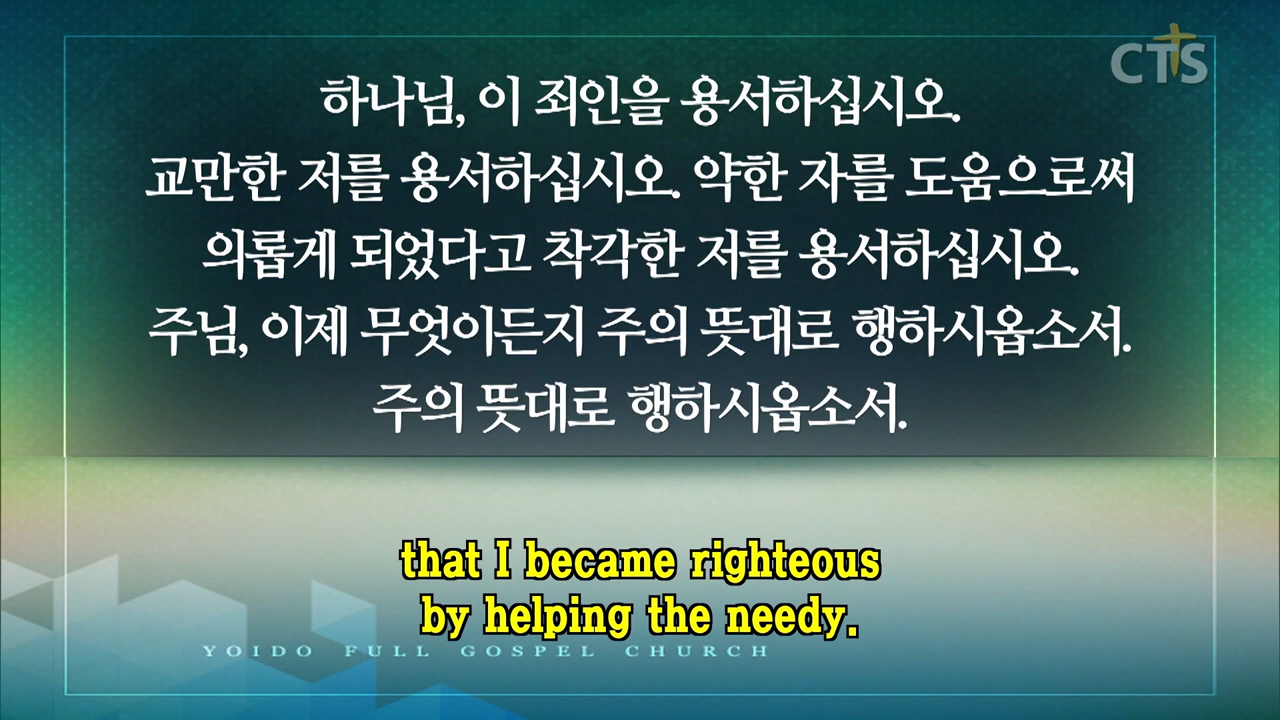 CTS
하나님, 이 죄인을 용서하십시오.
교만한 저를 용서하십시오. 약한 자를 도움으로써
의롭게 되었다고 착각한 저를 용서하십시오.
주님, 이제 무엇이든지 주의 뜻대로 행하시옵소서.
주의 뜻대로 행하시옵소서.
that I became righteous
by helping the needy.
YOIDO FULL GOSPEL CHURCH